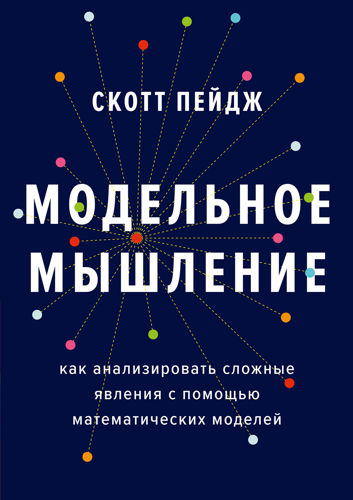 СКОТТ ПЕЙДЖ
МОДЕЛЬНОЕ
МЫШЛЕНИЕ
как анализировать сложные
явления с помощью
математических моделей